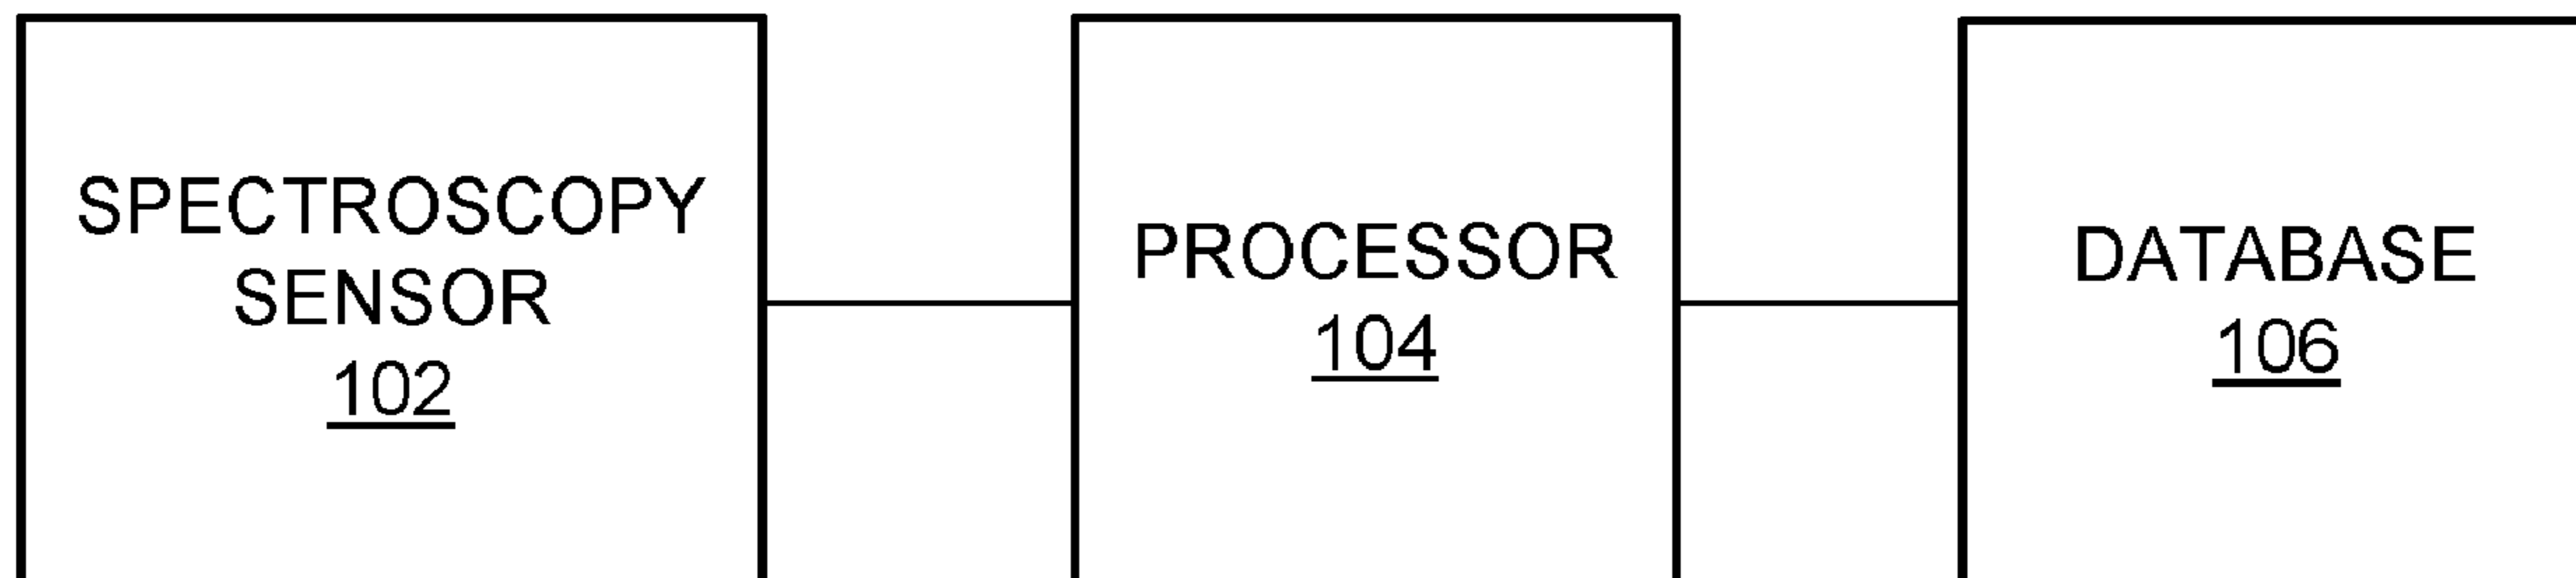 SPECTROSCOPY
SENSOR
102
PROCESSOR
104
DATABASE
106